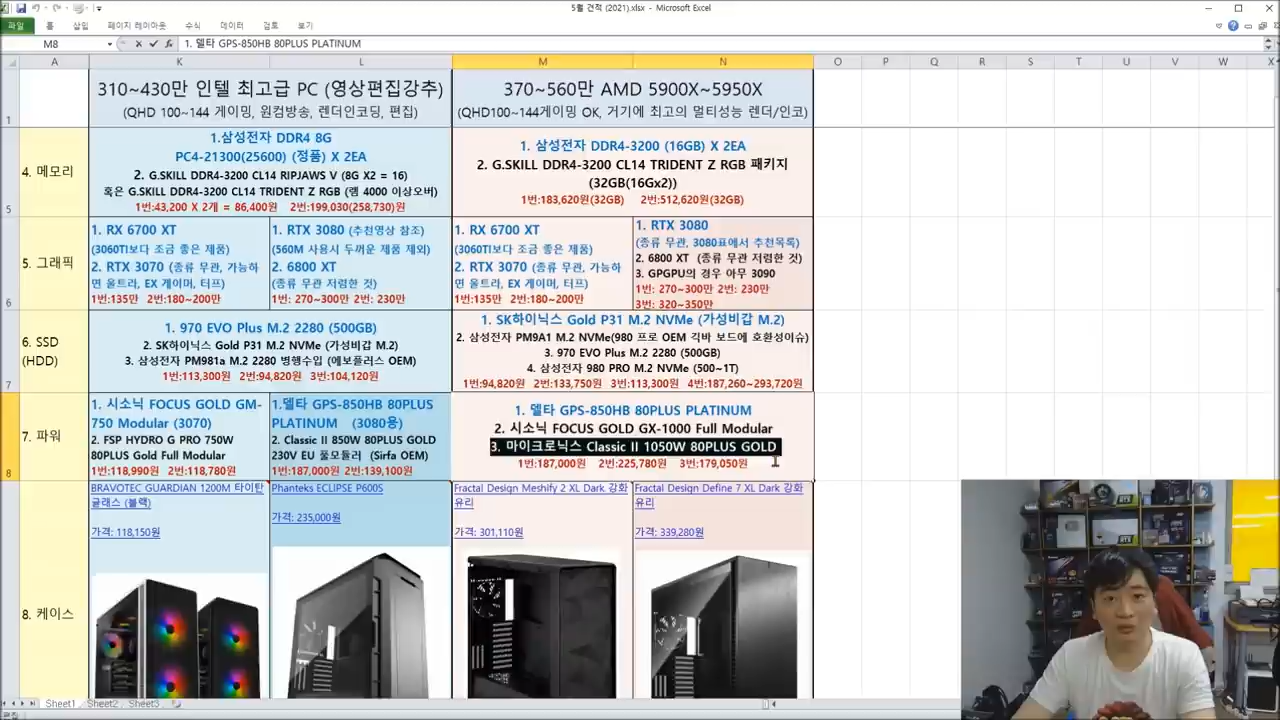 5월 견적 (2021).xlsx - Microsoft Excel
파일 홈 삽입 페이지 레이아웃 수식 데이터 검토 보기
M8 fx 1. 델타 GPS-850HB 80PLUS PLATINUM
A K L M N O P Q R S T U V W X
1
310~430만 인텔 최고급 PC (영상편집강추)
(QHD 100~144 게이밍, 원컴방송, 렌더인코딩, 편집)
370~560만 AMD 5900X~5950X
(QHD100~144게이밍 OK, 거기에 최고의 멀티성능 렌더/인코)
5
4. 메모리
1.삼성전자 DDR4 8G
PC4-21300(25600) (정품) X 2EA
2. G.SKILL DDR4-3200 CL14 RIPJAWS V (8G X2 = 16)
혹은 G.SKILL DDR4-3200 CL14 TRIDENT Z RGB (램 4000 이상오버)
1번:43,200 X 2개 = 86,400원 2번:199,030(258,730)원
1. 삼성전자 DDR4-3200 (16GB) X 2EA
2. G.SKILL DDR4-3200 CL14 TRIDENT Z RGB 패키지
(32GB(16Gx2))
1번:183,620원(32GB) 2번:512,620원(32GB)
6
5. 그래픽
1. RX 6700 XT
(3060TI보다 조금 좋은 제품)
2. RTX 3070 (종류 무관, 가능하
면 울트라, EX 게이머, 터프)
1번:135만 2번:180~200만
1. RTX 3080 (추천영상 참조)
(560M 사용시 두꺼운 제품 제외)
2. 6800 XT
(종류 무관 저렴한 것)
1번: 270~300만 2번: 230만
1. RX 6700 XT
(3060TI보다 조금 좋은 제품)
2. RTX 3070 (종류 무관, 가능하
면 울트라, EX 게이머, 터프)
1번:135만 2번:180~200만
1. RTX 3080
(종류 무관, 3080표에서 추천목록)
2. 6800 XT (종류 무관 저렴한 것)
3. GPGPU의 경우 아무 3090
1번: 270~300만 2번: 230만
3번: 320~350만
7
6. SSD
(HDD)
1. 970 EVO Plus M.2 2280 (500GB)
2. SK하이닉스 Gold P31 M.2 NVMe (가성비갑 M.2)
3. 삼성전자 PM981a M.2 2280 병행수입 (에보플러스 OEM)
1번:113,300원 2번:94,820원 3번:104,120원
1. SK하이닉스 Gold P31 M.2 NVMe (가성비갑 M.2)
2. 삼성전자 PM9A1 M.2 NVMe(980 프로 OEM 긱바 보드에 호환성이슈)
3. 970 EVO Plus M.2 2280 (500GB)
4. 삼성전자 980 PRO M.2 NVMe (500~1T)
1번:94,820원 2번:133,750원 3번:113,300원 4번:187,260~293,720원
8
7. 파워
1. 시소닉 FOCUS GOLD GM-
750 Modular (3070)
2. FSP HYDRO G PRO 750W
80PLUS Gold Full Modular
1번:118,990원 2번:118,780원
1.델타 GPS-850HB 80PLUS
PLATINUM (3080용)
2. Classic II 850W 80PLUS GOLD
230V EU 풀모듈러 (Sirfa OEM)
1번:187,000원 2번:139,100원
1. 델타 GPS-850HB 80PLUS PLATINUM
2. 시소닉 FOCUS GOLD GX-1000 Full Modular
3. 마이크로닉스 Classic II 1050W 80PLUS GOLD
1번:187,000원 2번:225,780원 3번:179,050원
8. 케이스
BRAVOTEC GUARDIAN 1200M 타이탄
글래스 (블랙)
가격: 118,150원
Phanteks ECLIPSE P600S
가격: 235,000원
Fractal Design Meshify 2 XL Dark 강화
유리
가격: 301,110원
Fractal Design Define 7 XL Dark 강화
유리
가격: 339,280원
Sheet1 Sheet2 Sheet3
편집